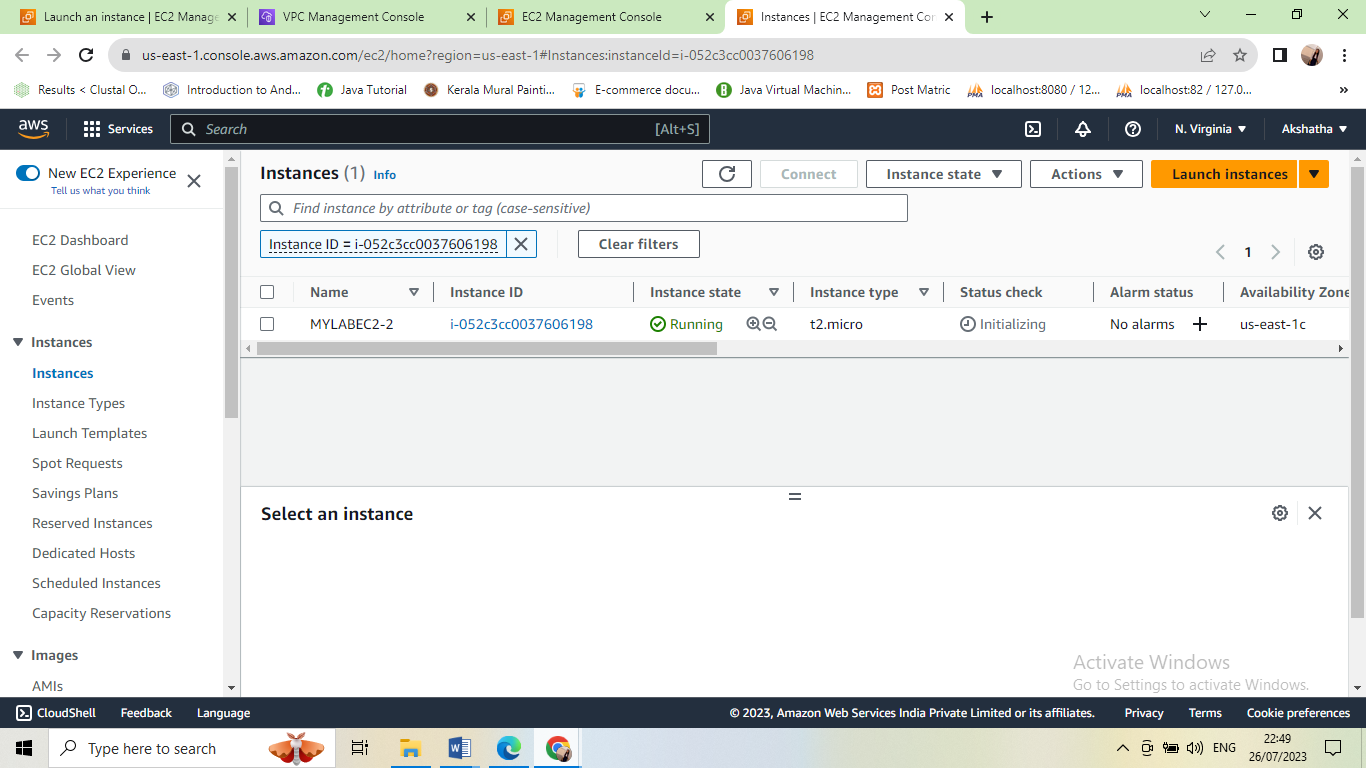 Launch an instance | EC2 Manage
VPC Management Console
EC2 Management Console
Instances | EC2 Management Cor
us-east-1.console.aws.amazon.com/ec2/home?region=us-east-1#Instances:instanceId=i-052c3cc0037606198
Results < Clustal O...
Introduction to And...
Java Tutorial
Kerala Mural Painti...
E-commerce docu...
Java Virtual Machin...
Post Matric
localhost:8080 / 12...
localhost:82 / 127.0...
aws
Services
Search
[Alt+S]
N. Virginia
Akshatha
New EC2 Experience
Tell us what you think
EC2 Dashboard
EC2 Global View
Events
Instances
Instances
Instance Types
Launch Templates
Spot Requests
Savings Plans
Reserved Instances
Dedicated Hosts
Scheduled Instances
Capacity Reservations
Images
AMIs
Instances (1) Info
Connect
Instance state
Actions
Launch instances
Find instance by attribute or tag (case-sensitive)
Instance ID = i-052c3cc0037606198
Clear filters
1
Name
Instance ID
Instance state
Instance type
Status check
Alarm status
Availability Zone
MYLABEC2-2
i-052c3cc0037606198
Running
t2.micro
Initializing
No alarms
us-east-1c
Select an instance
Activate Windows
Go to Settings to activate Windows.
CloudShell
Feedback
Language
© 2023, Amazon Web Services India Private Limited or its affiliates.
Privacy
Terms
Cookie preferences
Type here to search
ENG
22:49
26/07/2023